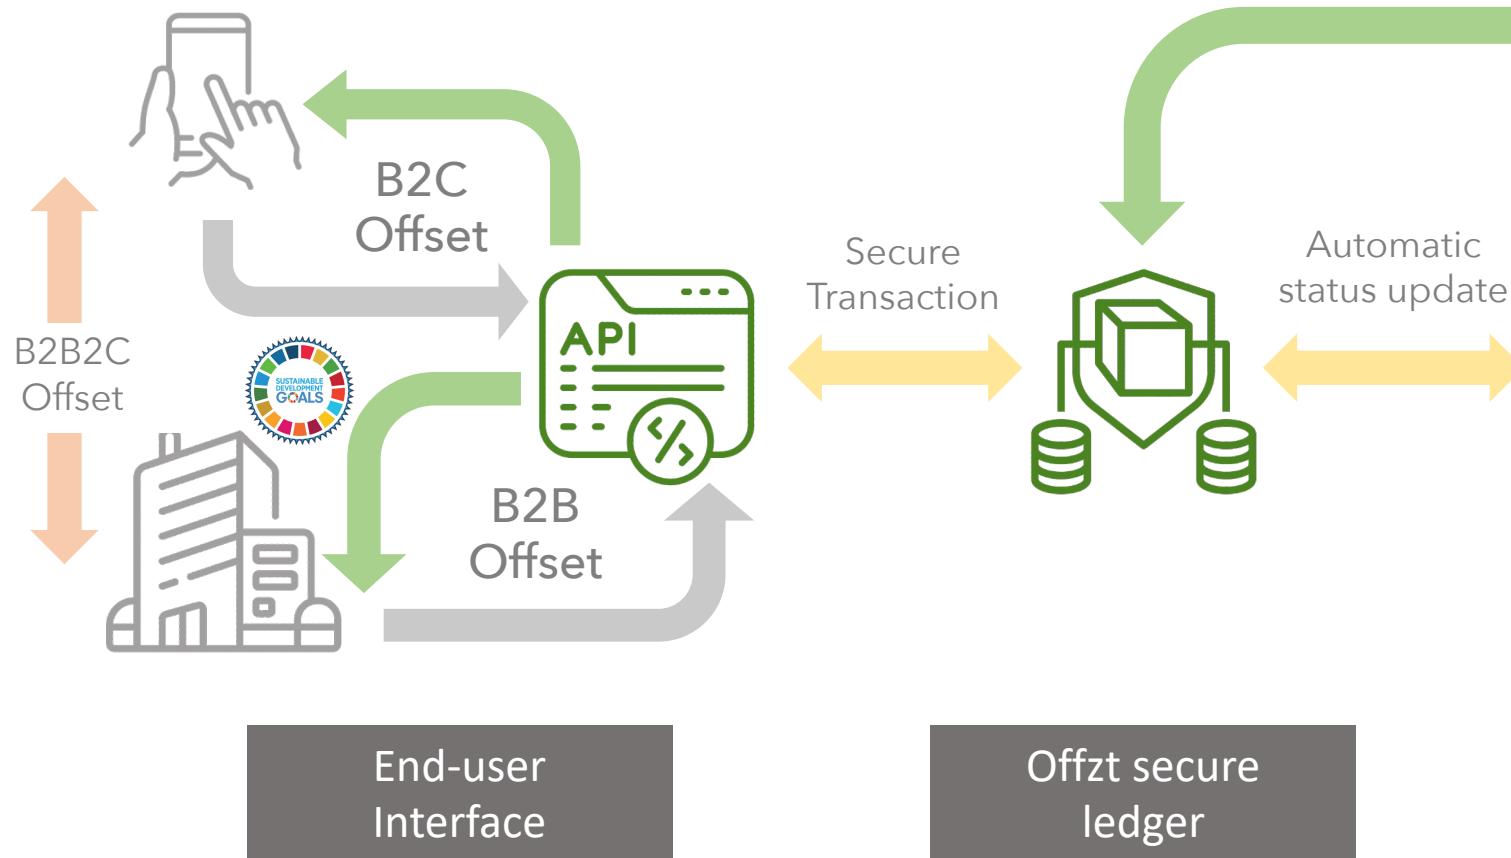 B2C
Offset
Secure
Transaction
Automatic
status update
API
B2B2C
Offset
SUSTAINABLE
DEVELOPMENT
GOALS
B2B
Offset
End-user
Interface
Offzt secure
ledger